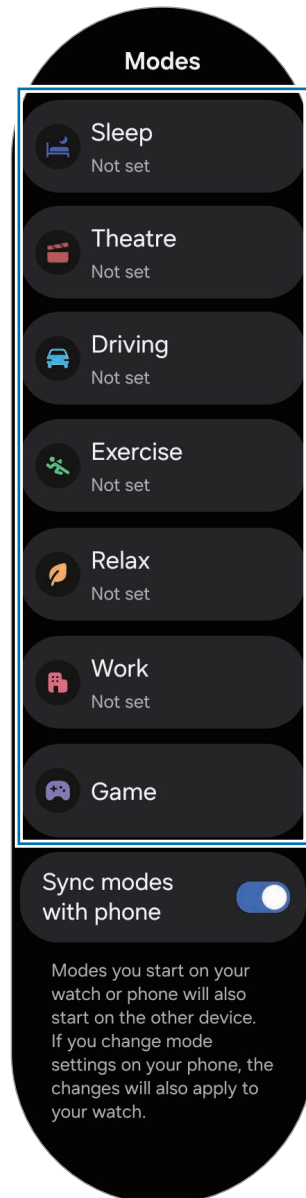 Modes
Sleep
Not set
Theatre
Not set
Driving
Not set
Exercise
Not set
Relax
Not set
Work
Not set
Game
Sync modes
with phone
Modes you start on your
watch or phone will also
start on the other device.
If you change mode
settings on your phone, the
changes will also apply to
your watch.